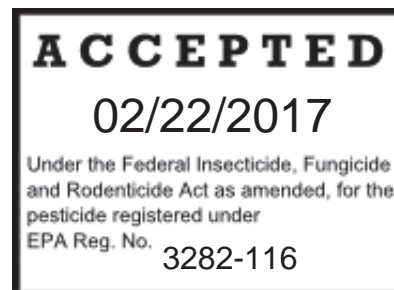 ACCEPTED
02/22/2017
Under the Federal Insecticide, Fungicide
and Rodenticide Act as amended, for the
pesticide registered under
EPA Reg. No. 3282-116